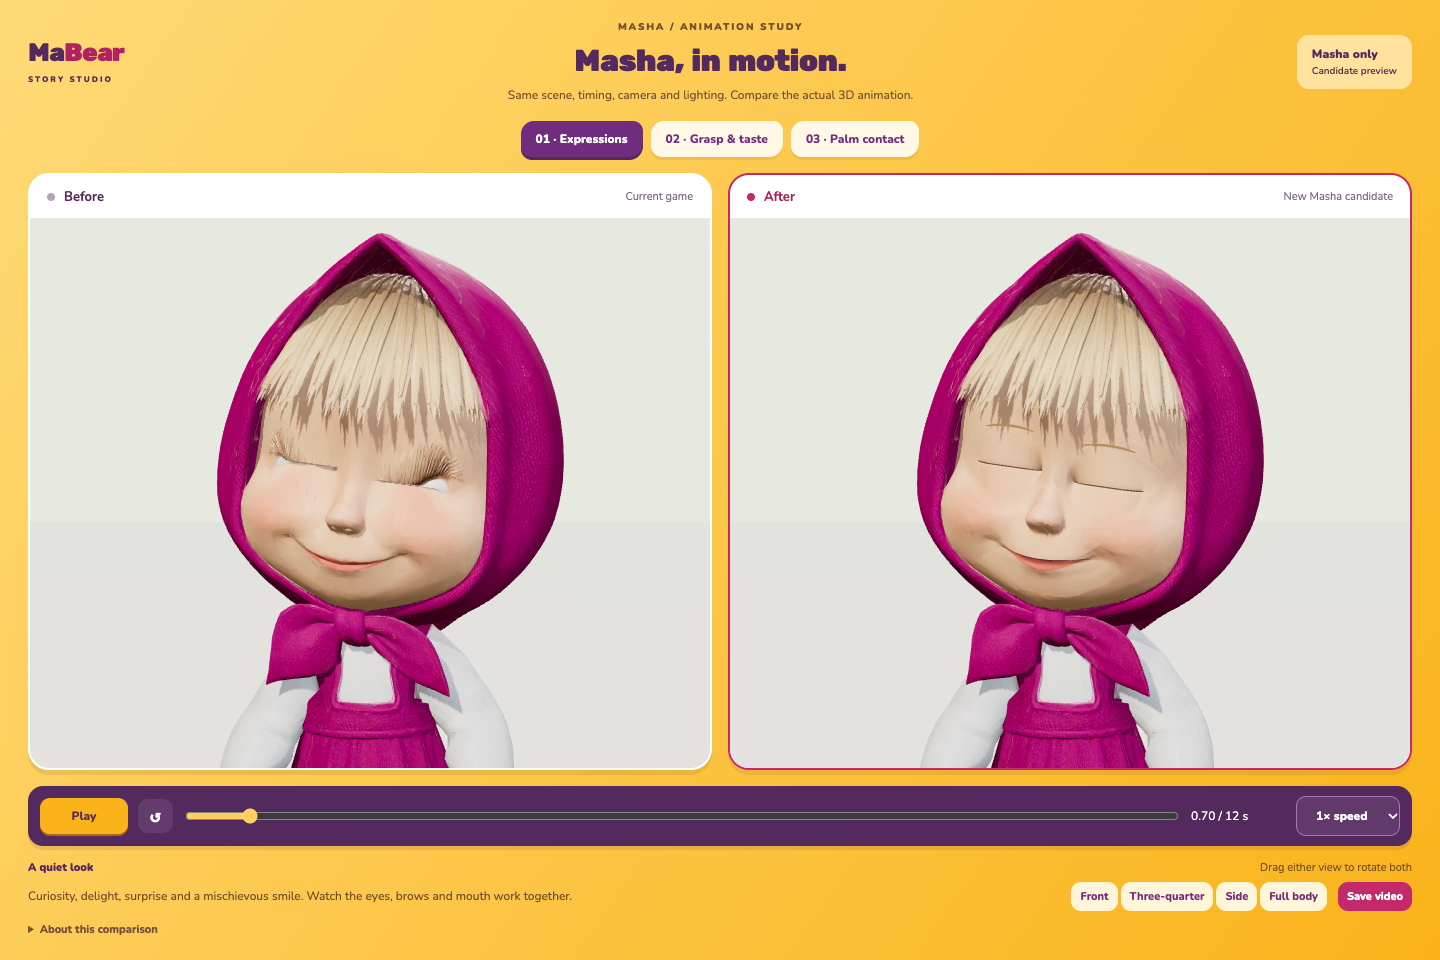 MaBear
STORY STUDIO
MASHA / ANIMATION STUDY
Masha, in motion.
Same scene, timing, camera and lighting. Compare the actual 3D animation.
Masha only
Candidate preview
01 · Expressions
02 · Grasp & taste
03 · Palm contact
Before
Current game
After
New Masha candidate
Play
↺
0.70 / 12 s
1× speed
A quiet look
Drag either view to rotate both
Curiosity, delight, surprise and a mischievous smile. Watch the eyes, brows and mouth work together.
Front
Three-quarter
Side
Full body
Save video
About this comparison